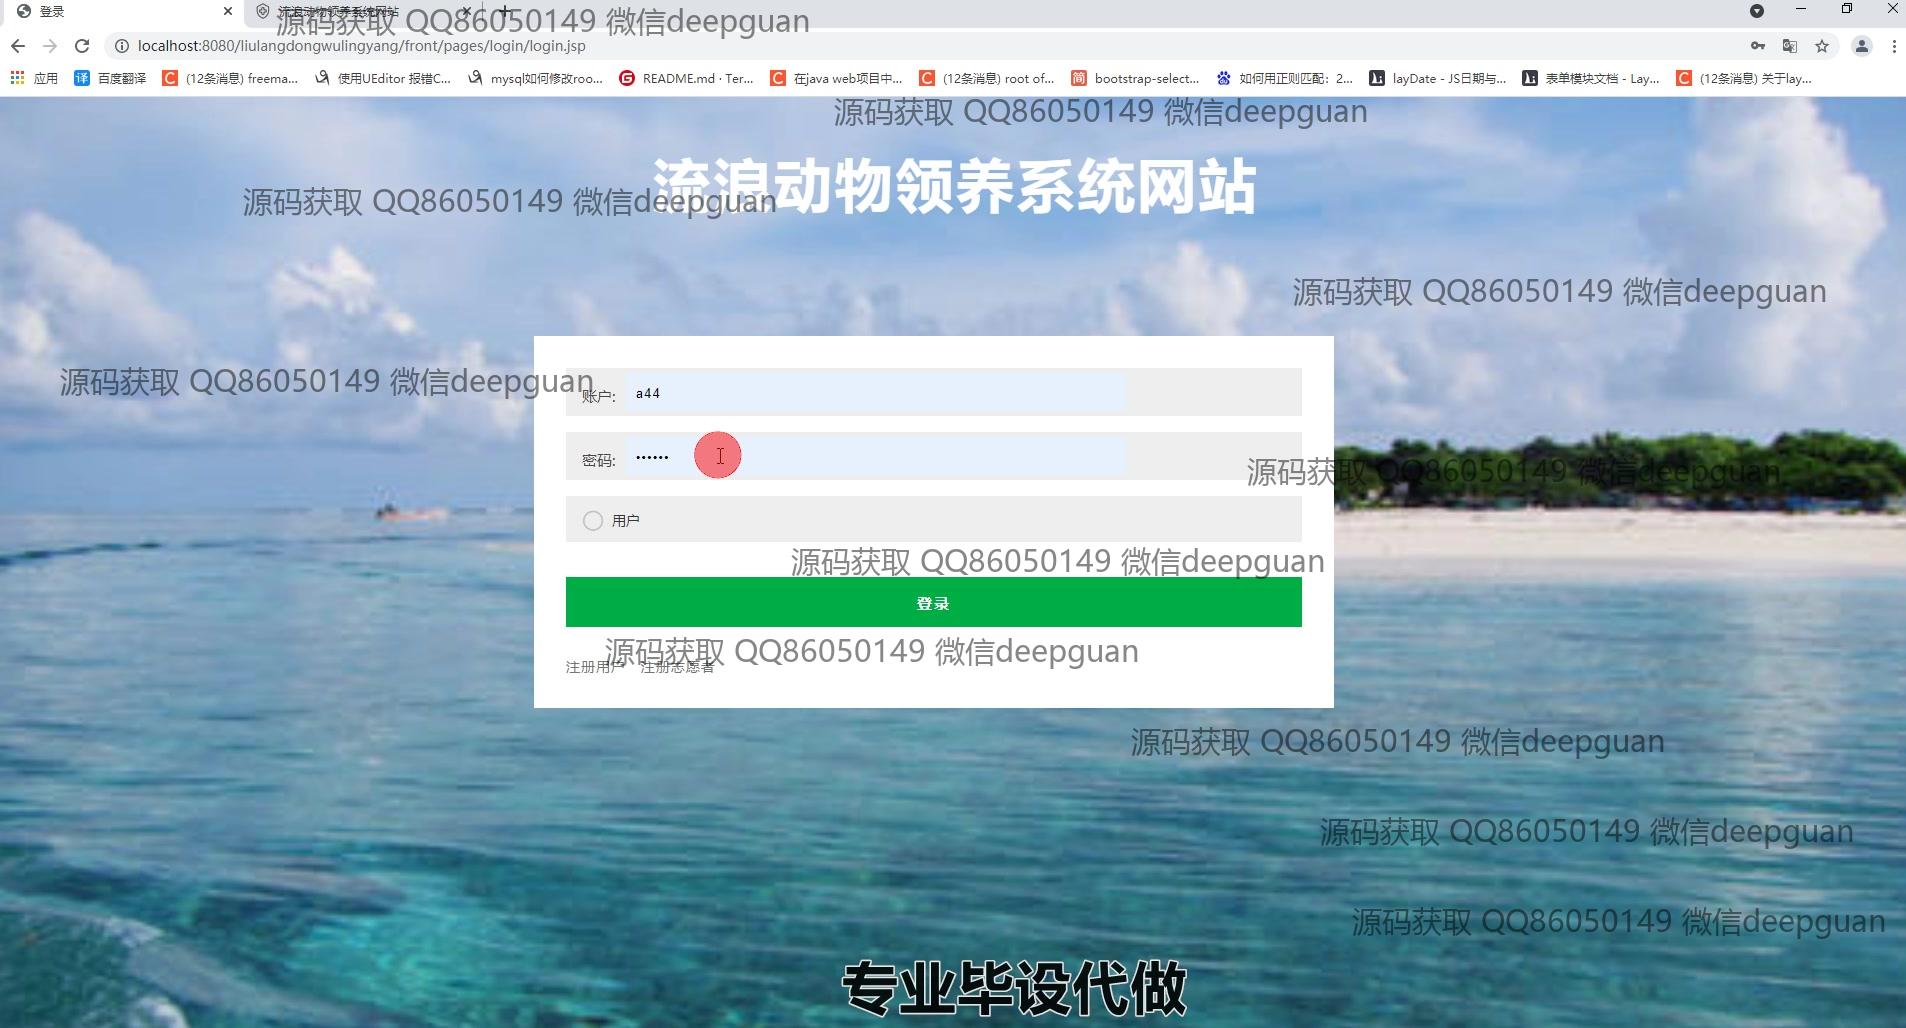 登录
流浪动物领养系统网站
源码获取 QQ86050149 微信deepguan
localhost:8080/liulangdongwulingyang/front/pages/login/login.jsp
应用 百度翻译 (12条消息) freema... 使用UEditor 报错C... mysql如何修改roo... README.md · Ter... 在java web项目中... (12条消息) root of... bootstrap-select... 如何用正则匹配：2... layDate - JS日期与... 表单模块文档 - Lay... (12条消息) 关于lay...
源码获取 QQ86050149 微信deepguan
流浪动物领养系统网站
源码获取 QQ86050149 微信deepguan
源码获取 QQ86050149 微信deepguan
源码获取 QQ86050149 微信deepguan
账户: a44
密码: ••••••
源码获取 QQ86050149 微信deepguan
用户
源码获取 QQ86050149 微信deepguan
登录
源码获取 QQ86050149 微信deepguan
注册用户 注册志愿者
源码获取 QQ86050149 微信deepguan
源码获取 QQ86050149 微信deepguan
源码获取 QQ86050149 微信deepguan
专业毕设代做